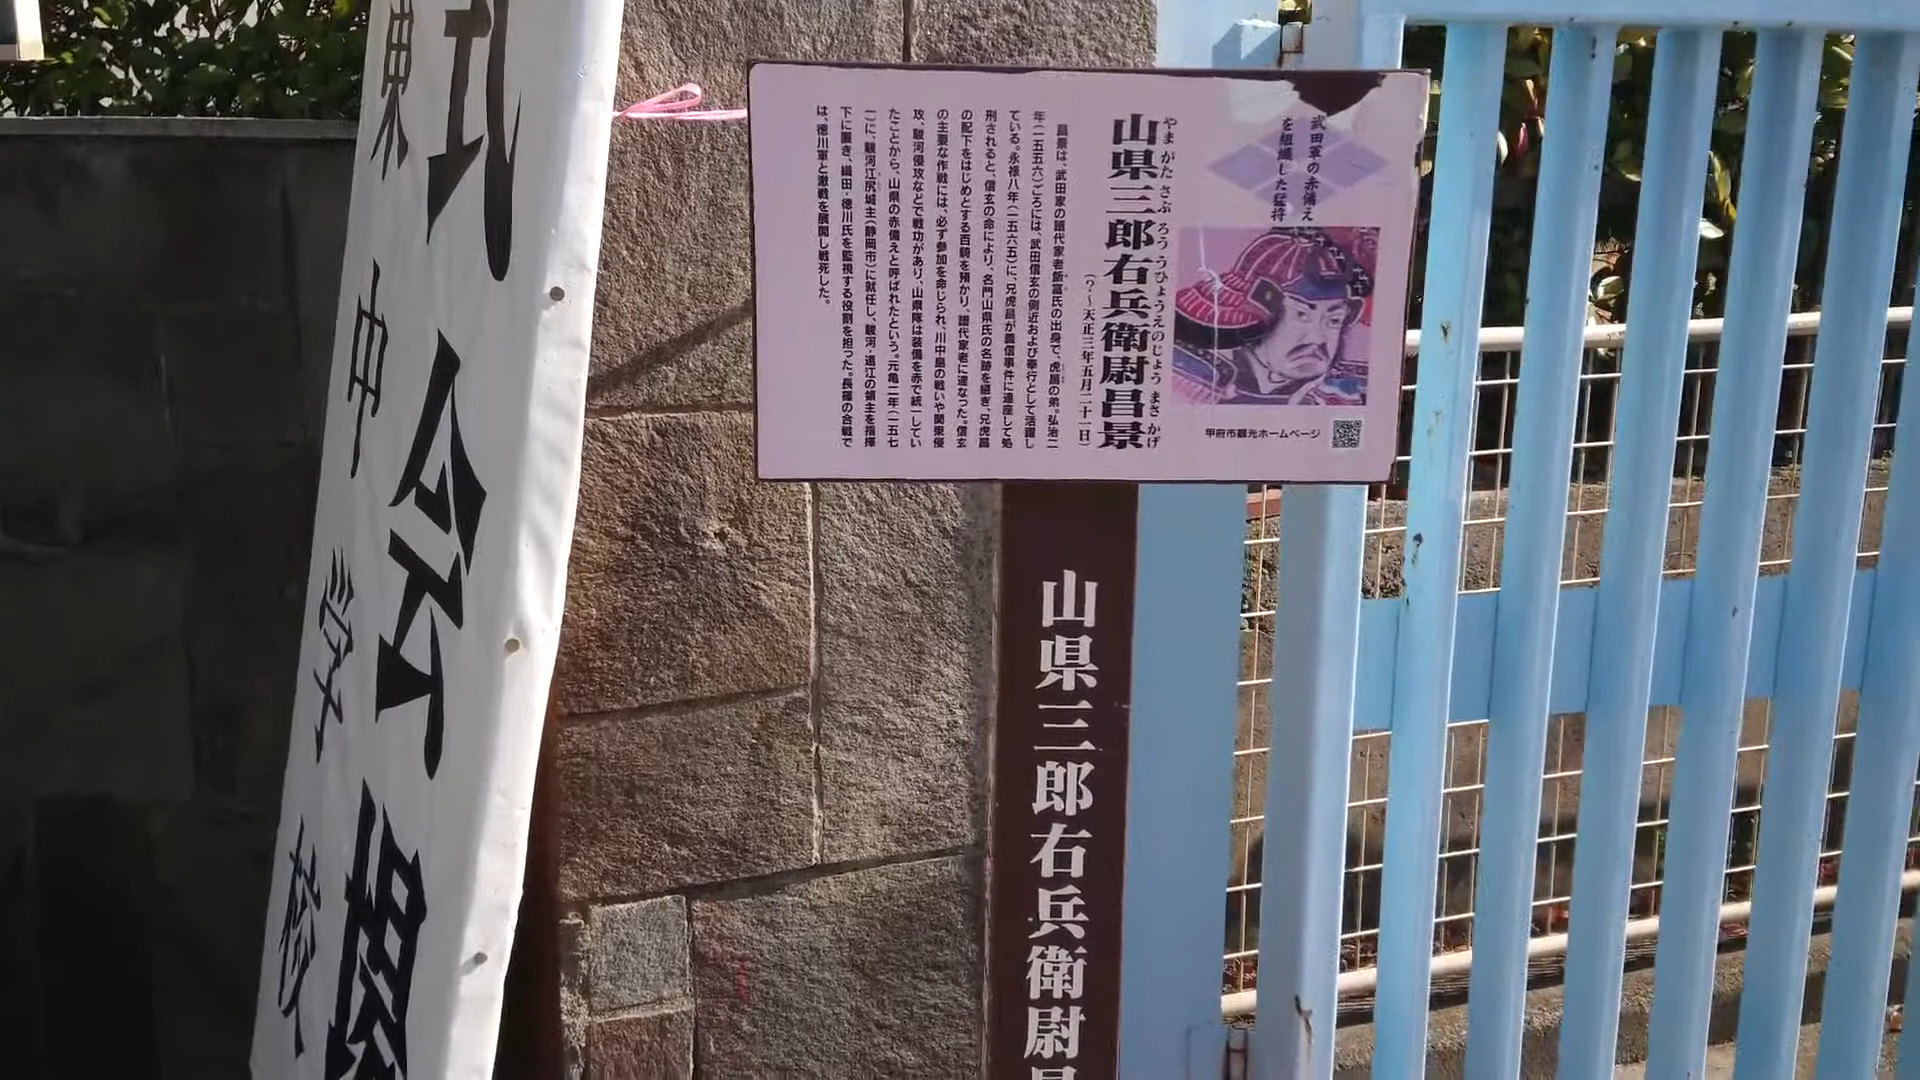 武田軍の赤備え
を組織した猛将
やまがたさぶろううひょうえのじょうまさかげ
山県三郎右兵衛尉昌景
(?~天正三年五月二十一日)
昌景は、武田家の譜代家老飯富氏の出身で、虎昌の弟。弘治二
年(一五五六)ごろには、武田信玄の側近および奉行として活躍し
ている。永禄八年(一五六五)に、兄虎昌が義信事件に連座して処
刑されると、信玄の命により、名門山県氏の名跡を継ぎ、兄虎昌
の配下をはじめとする百騎を預かり、譜代家老に連なった。信玄
の主要な作戦には、必ず参加を命じられ、川中島の戦いや関東侵
攻、駿河侵攻などで戦功があり、山県隊は装備を赤で統一してい
たことから、山県の赤備えと呼ばれたという。元亀二年(一五七
一)に、駿河江尻城主(静岡市)に就任し、駿河・遠江の領主を指揮
下に置き、織田・徳川氏を監視する役割を担った。長篠の合戦で
は、徳川軍と激戦を展開し戦死した。
甲府市観光ホームページ
山県三郎右兵衛尉昌
式会場
東中学校